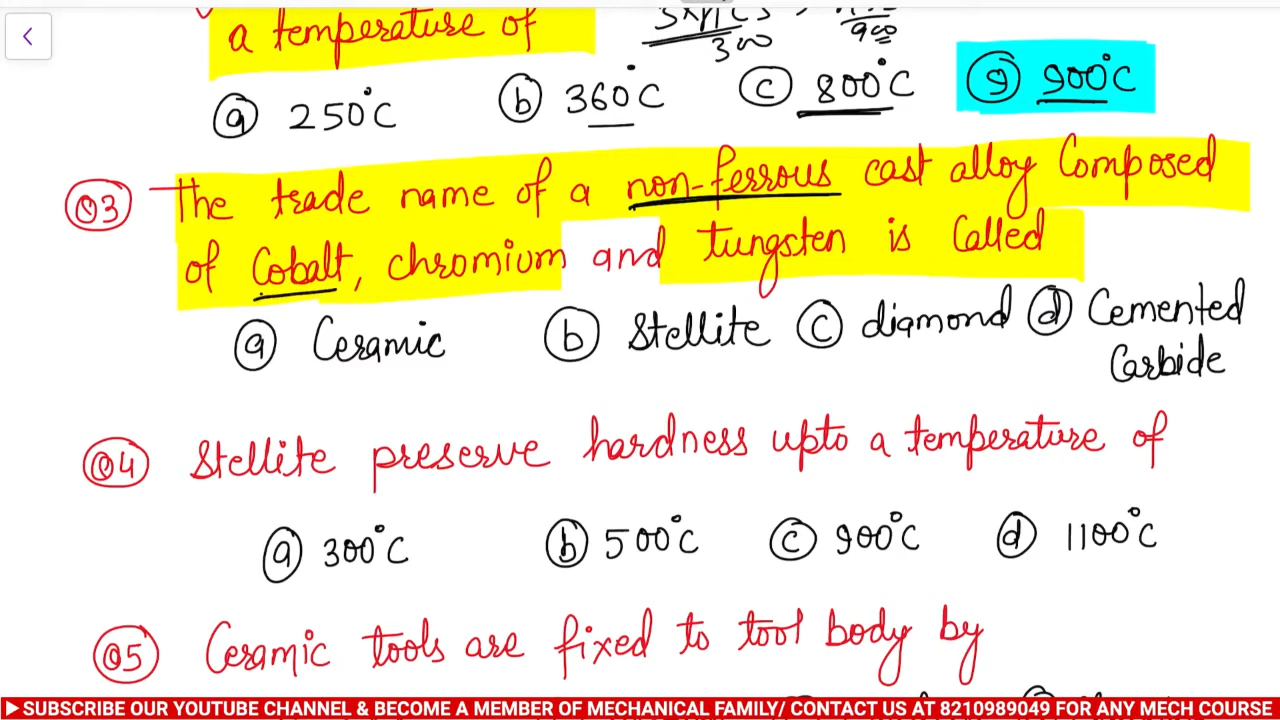 a temperature of
300
900
(a) 250°C (b) 360°C (c) 800°C (9) 900°C
Q3 The trade name of a non-ferrous cast alloy Composed
of Cobalt, chromium and tungsten is Called
(a) Ceramic (b) Stellite (c) diamond (d) Cemented
Carbide
Q4 Stellite preserve hardness upto a temperature of
(a) 300°C (b) 500°C (c) 900°C (d) 1100°C
Q5 Ceramic tools are fixed to tool body by
▶SUBSCRIBE OUR YOUTUBE CHANNEL & BECOME A MEMBER OF MECHANICAL FAMILY/ CONTACT US AT 8210989049 FOR ANY MECH COURSE